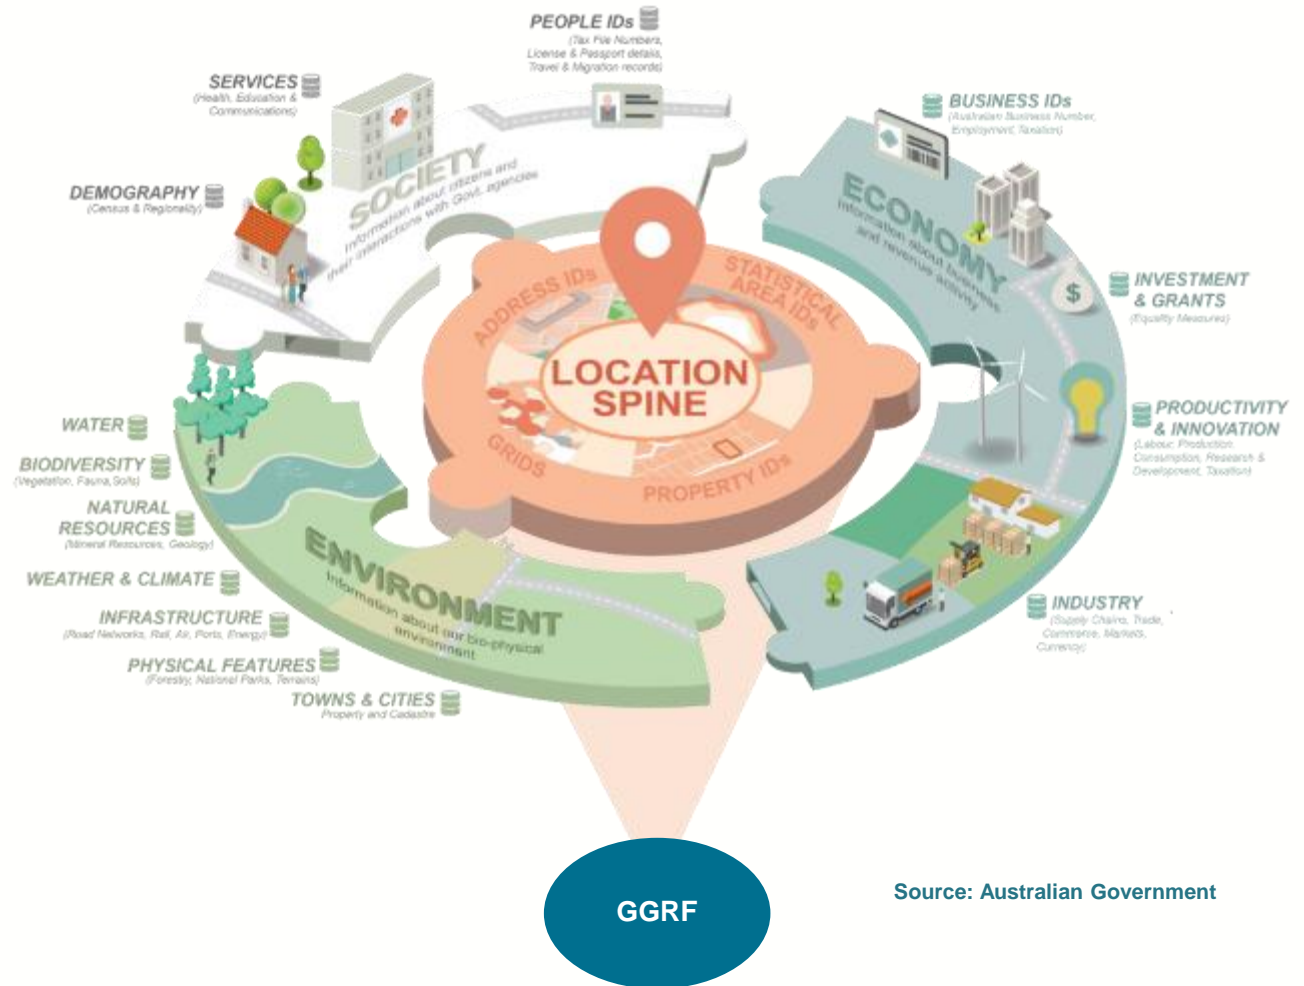 PEOPLE IDs
(Tax File Numbers,
License & Passport details,
Travel & Migration records)
SERVICES
(Health, Education &
Communications)
DEMOGRAPHY
(Census & Regionality)
SOCIETY
Information about citizens and
their interactions with Govt. agencies
BUSINESS IDs
(Australian Business Number,
Employment, Taxation)
ECONOMY
Information about business
and revenue activity
INVESTMENT
& GRANTS
(Equality Measures)
$
PRODUCTIVITY
& INNOVATION
(Labour, Production,
Consumption, Research &
Development, Taxation)
INDUSTRY
(Supply Chains, Trade,
Commerce, Markets,
Currency)
ADDRESS IDs
STATISTICAL
AREA IDs
LOCATION
SPINE
GRIDS
PROPERTY IDs
WATER
BIODIVERSITY
(Vegetation, Fauna, Soils)
NATURAL
RESOURCES
(Mineral Resources, Geology)
WEATHER & CLIMATE
INFRASTRUCTURE
(Road Networks, Rail, Air, Ports, Energy)
PHYSICAL FEATURES
(Forestry, National Parks, Terrains)
TOWNS & CITIES
Property and Cadastre
ENVIRONMENT
Information about our bio-physical
environment
GGRF
Source: Australian Government